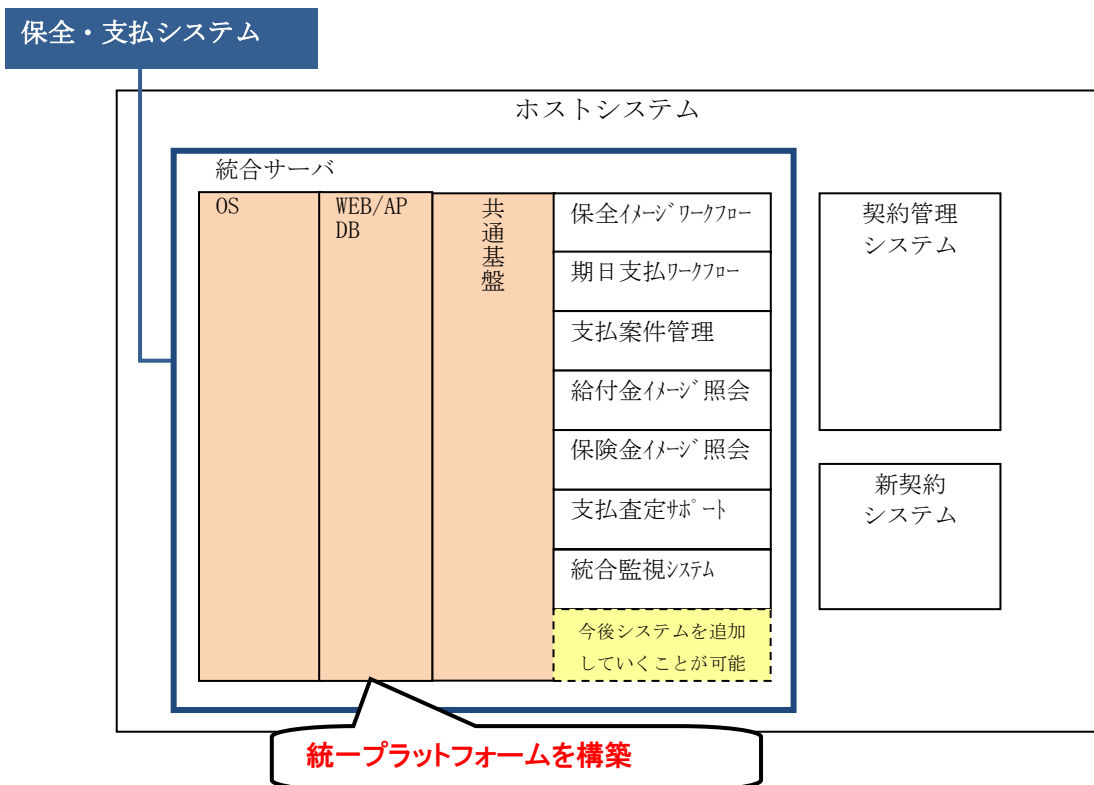 保全・支払システム
ホストシステム
統合サーバ
OS
WEB/AP
DB
共通基盤
保全ｲﾒｰｼﾞﾜｰｸﾌﾛｰ
期日支払ﾜｰｸﾌﾛｰ
支払案件管理
給付金ｲﾒｰｼﾞ照会
保険金ｲﾒｰｼﾞ照会
支払査定ｻﾎﾟｰﾄ
統合監視ｼｽﾃﾑ
今後システムを追加
していくことが可能
契約管理
システム
新契約
システム
統一プラットフォームを構築